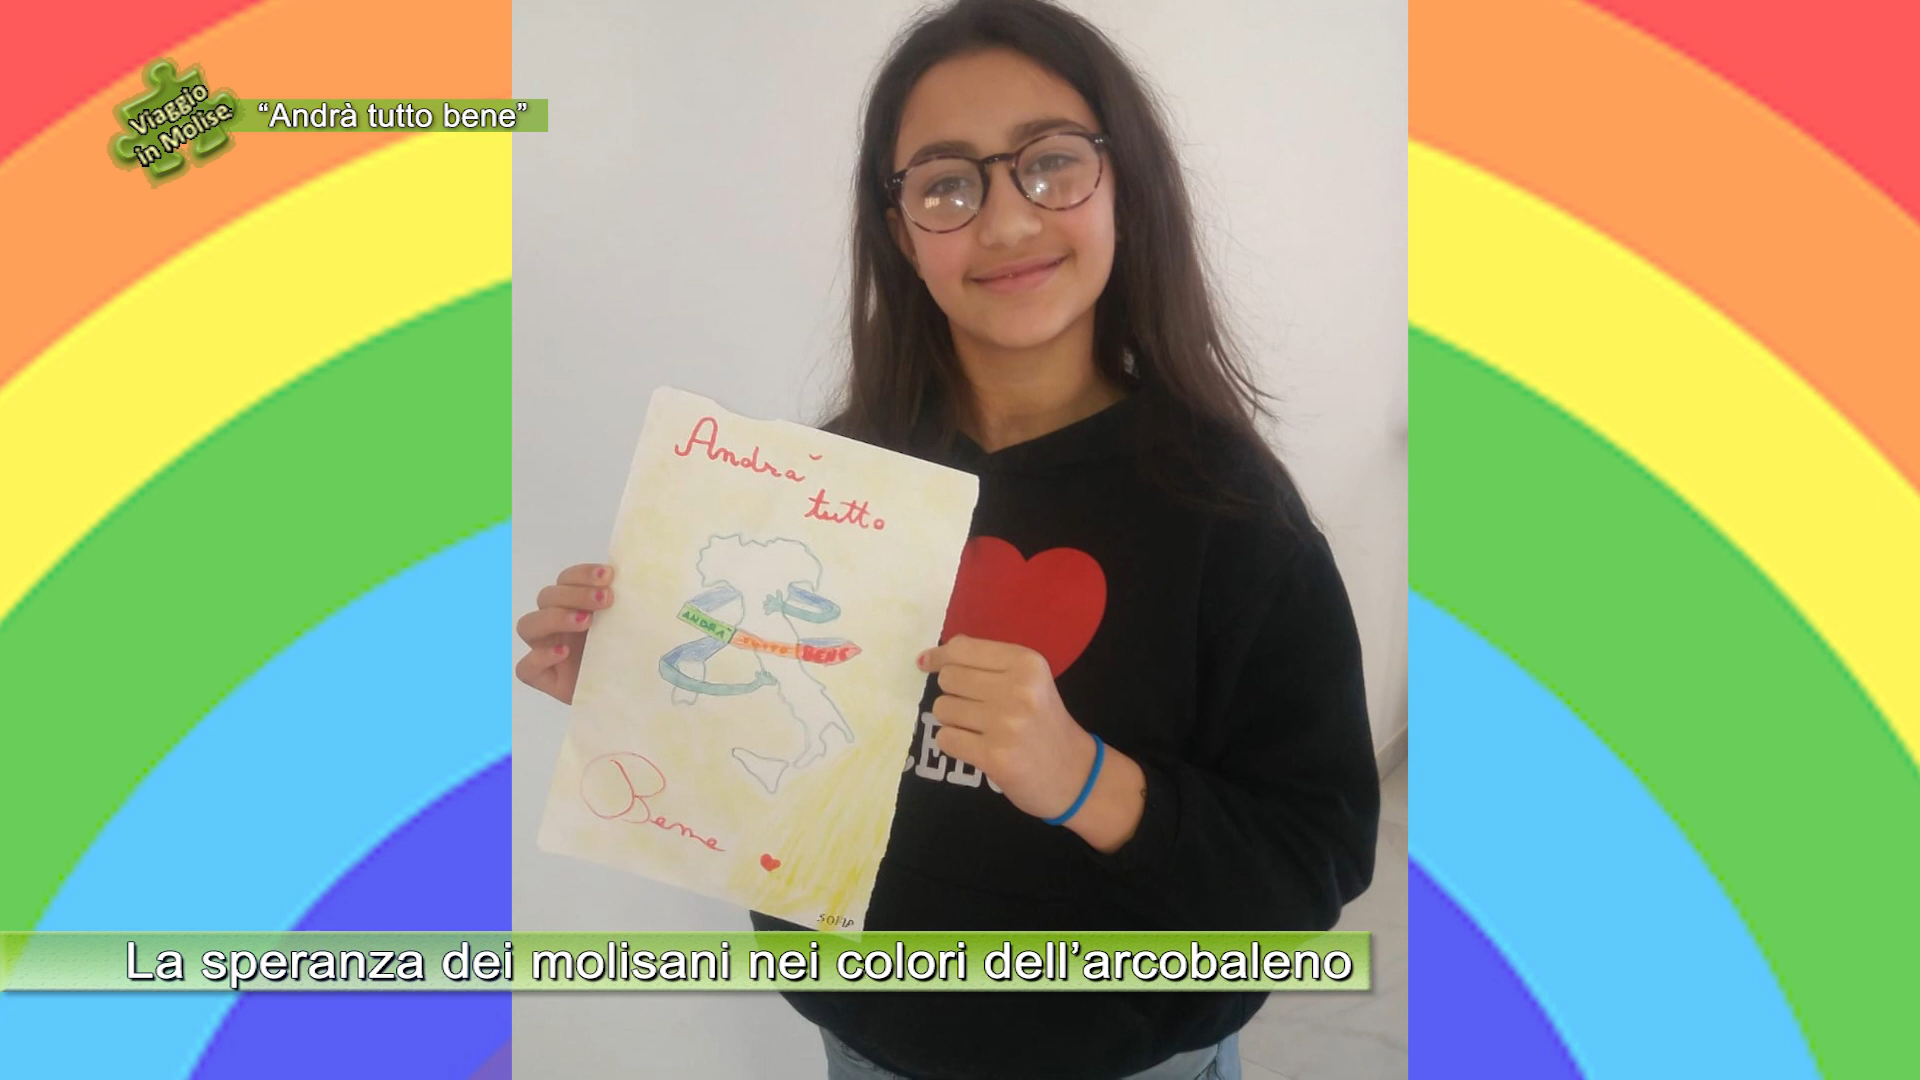 Viaggio
in Molise
“Andrà tutto bene”
Andrà
tutto
ANDRA'
TUTTO
BENE
Bene
SOFIA
La speranza dei molisani nei colori dell’arcobaleno